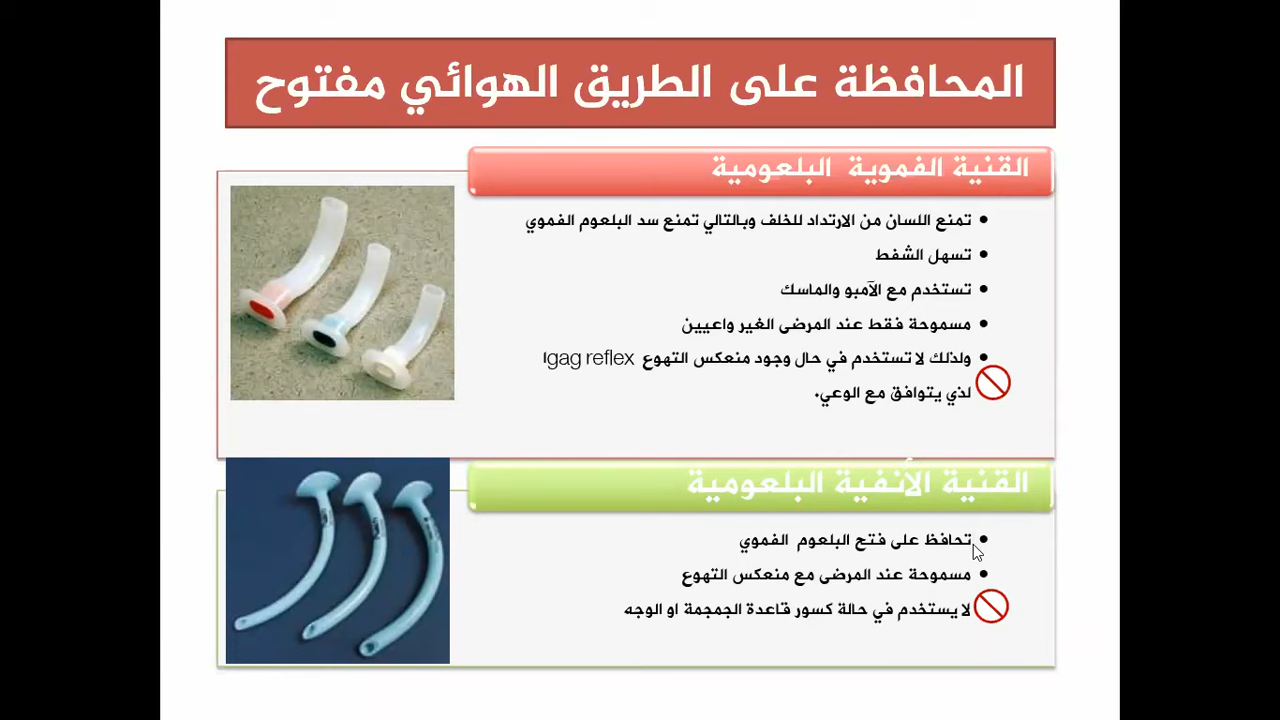 المحافظة على الطريق الهوائي مفتوح
القنية الفموية البلعومية
• تمنع اللسان من الارتداد للخلف وبالتالي تمنع سد البلعوم الفموي
• تسهل الشفط
• تستخدم مع الآمبو والماسك
• مسموحة فقط عند المرضى الغير واعيين
• ولذلك لا تستخدم في حال وجود منعكس التهوع gag reflexا
لذي يتوافق مع الوعي.
القنية الأنفية البلعومية
• تحافظ على فتح البلعوم الفموي
• مسموحة عند المرضى مع منعكس التهوع
لا يستخدم في حالة كسور قاعدة الجمجمة او الوجه